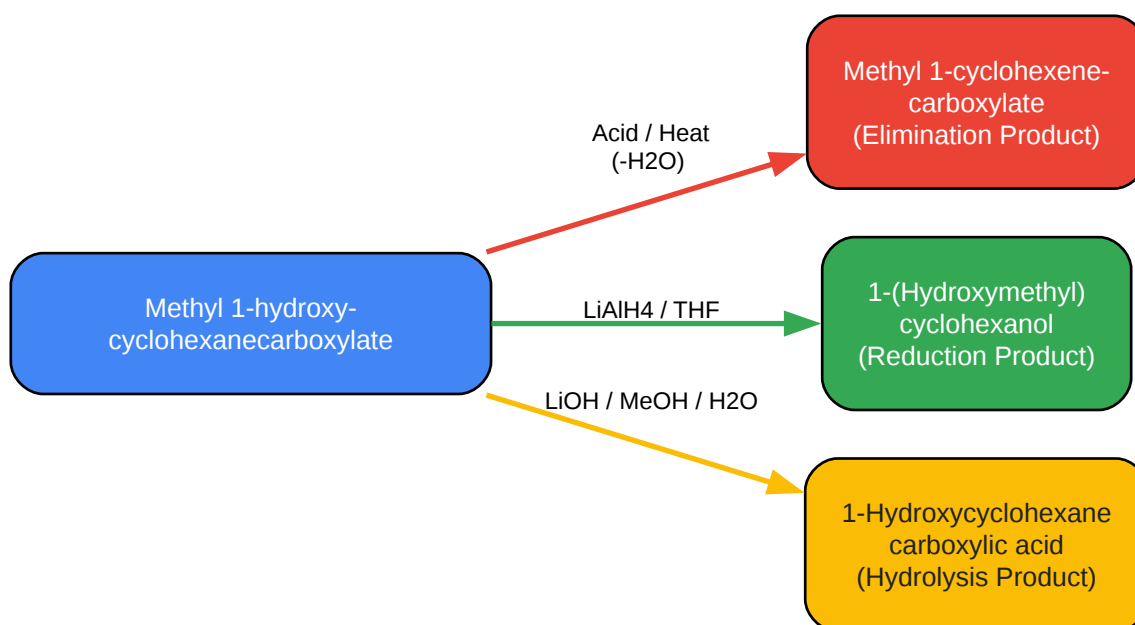 Methyl 1-cyclohexene-
carboxylate
(Elimination Product)
Acid / Heat
(-H2O)
Methyl 1-hydroxy-
cyclohexanecarboxylate
LiAlH4 / THF
1-(Hydroxymethyl)
cyclohexanol
(Reduction Product)
LiOH / MeOH / H2O
1-Hydroxycyclohexane
carboxylic acid
(Hydrolysis Product)